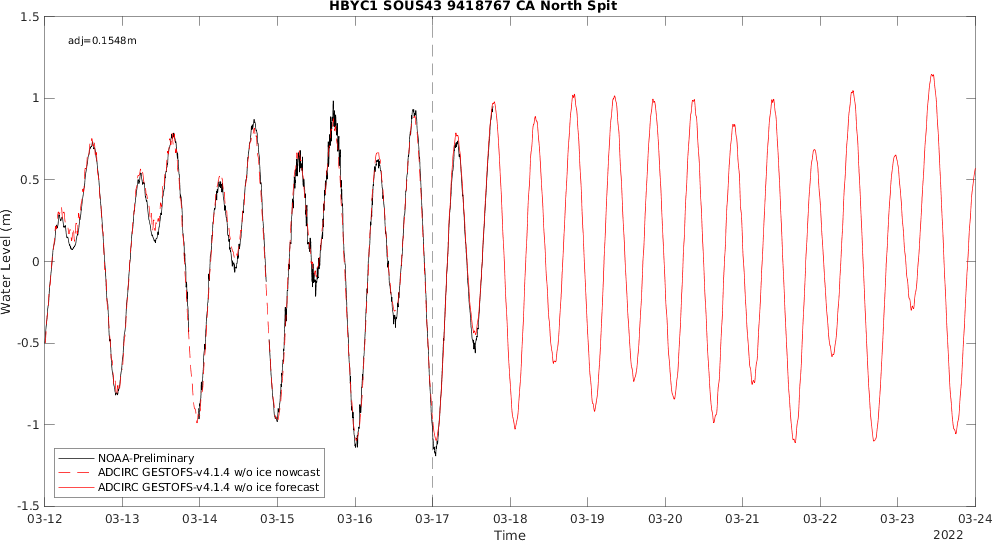 HBYC1 SOUS43 9418767 CA North Spit
adj=0.1548m
1.5
1
0.5
0
-0.5
-1
-1.5
Water Level (m)
NOAA-Preliminary
ADCIRC GESTOFS-v4.1.4 w/o ice nowcast
ADCIRC GESTOFS-v4.1.4 w/o ice forecast
03-12 03-13 03-14 03-15 03-16 03-17 03-18 03-19 03-20 03-21 03-22 03-23 03-24
Time
2022